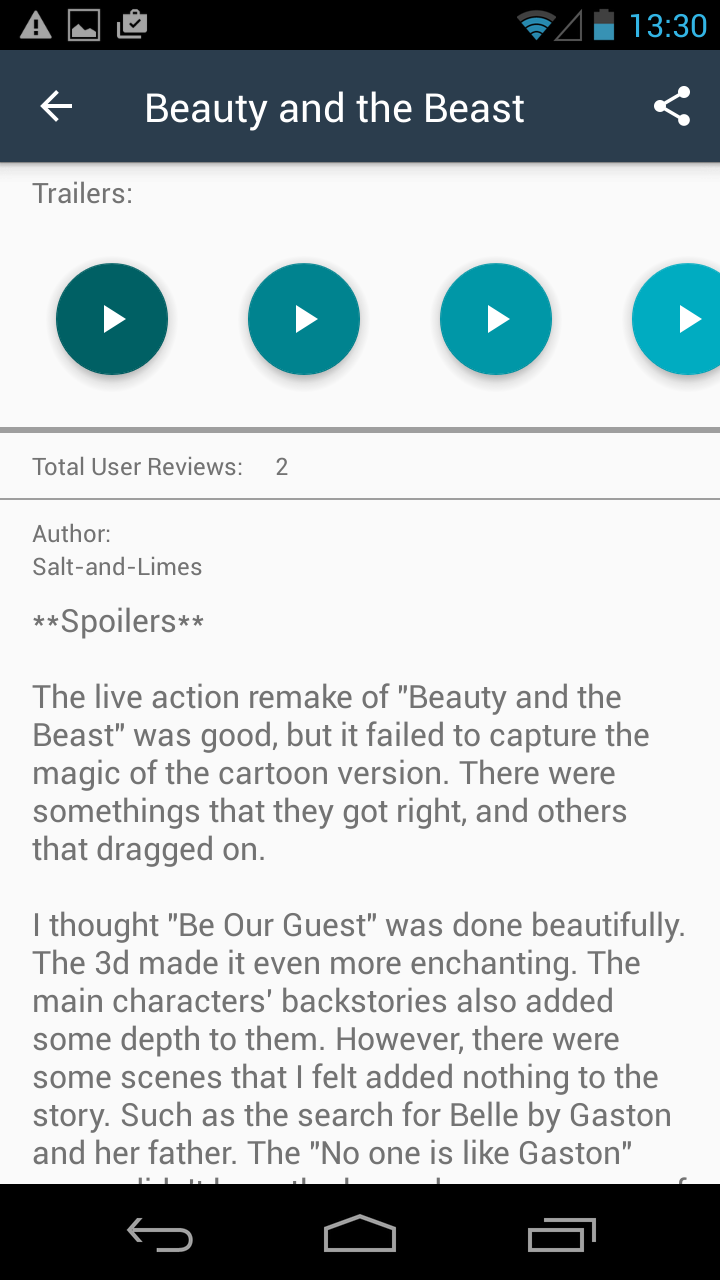 13:30
Beauty and the Beast
Trailers:
Total User Reviews: 2
Author:
Salt-and-Limes
**Spoilers**
The live action remake of "Beauty and the
Beast" was good, but it failed to capture the
magic of the cartoon version. There were
somethings that they got right, and others
that dragged on.
I thought "Be Our Guest" was done beautifully.
The 3d made it even more enchanting. The
main characters' backstories also added
some depth to them. However, there were
some scenes that I felt added nothing to the
story. Such as the search for Belle by Gaston
and her father. The "No one is like Gaston"